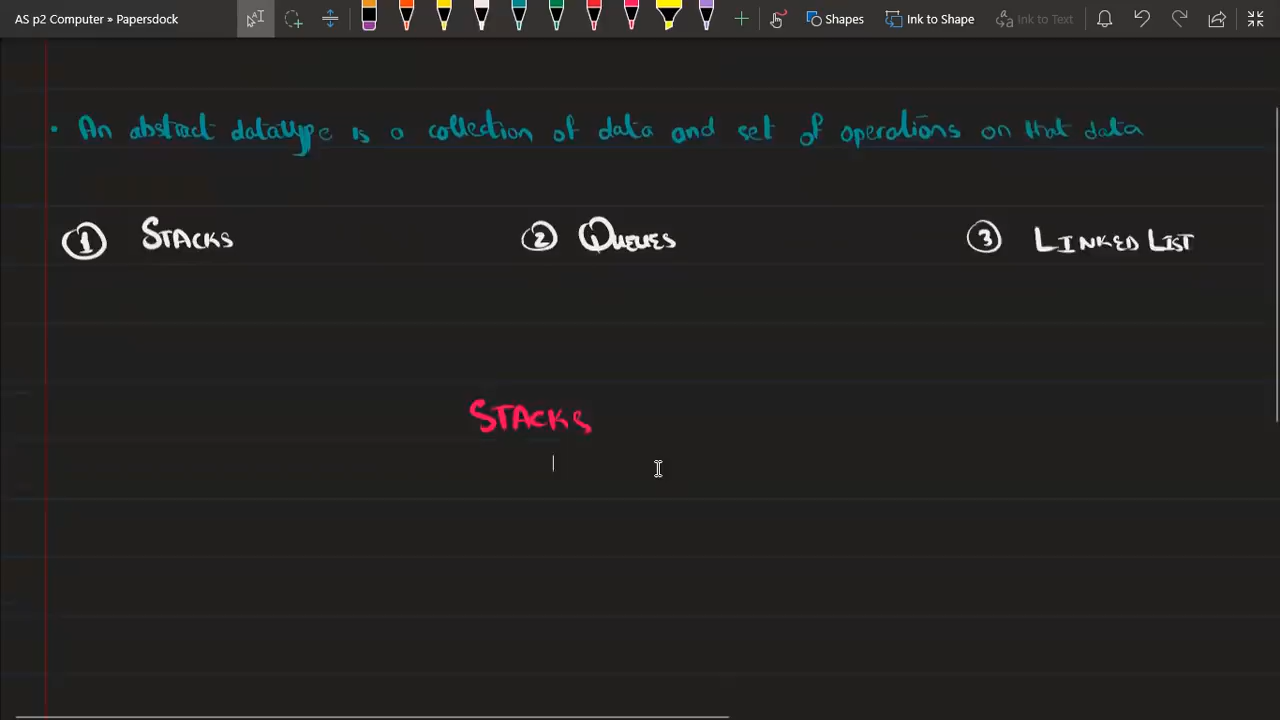 AS p2 Computer » Papersdock
Shapes
Ink to Shape
Ink to Text
• An abstract datatype is a collection of data and set of operations on that data
① STACKS ② QUEUES ③ LINKED LIST
STACKS